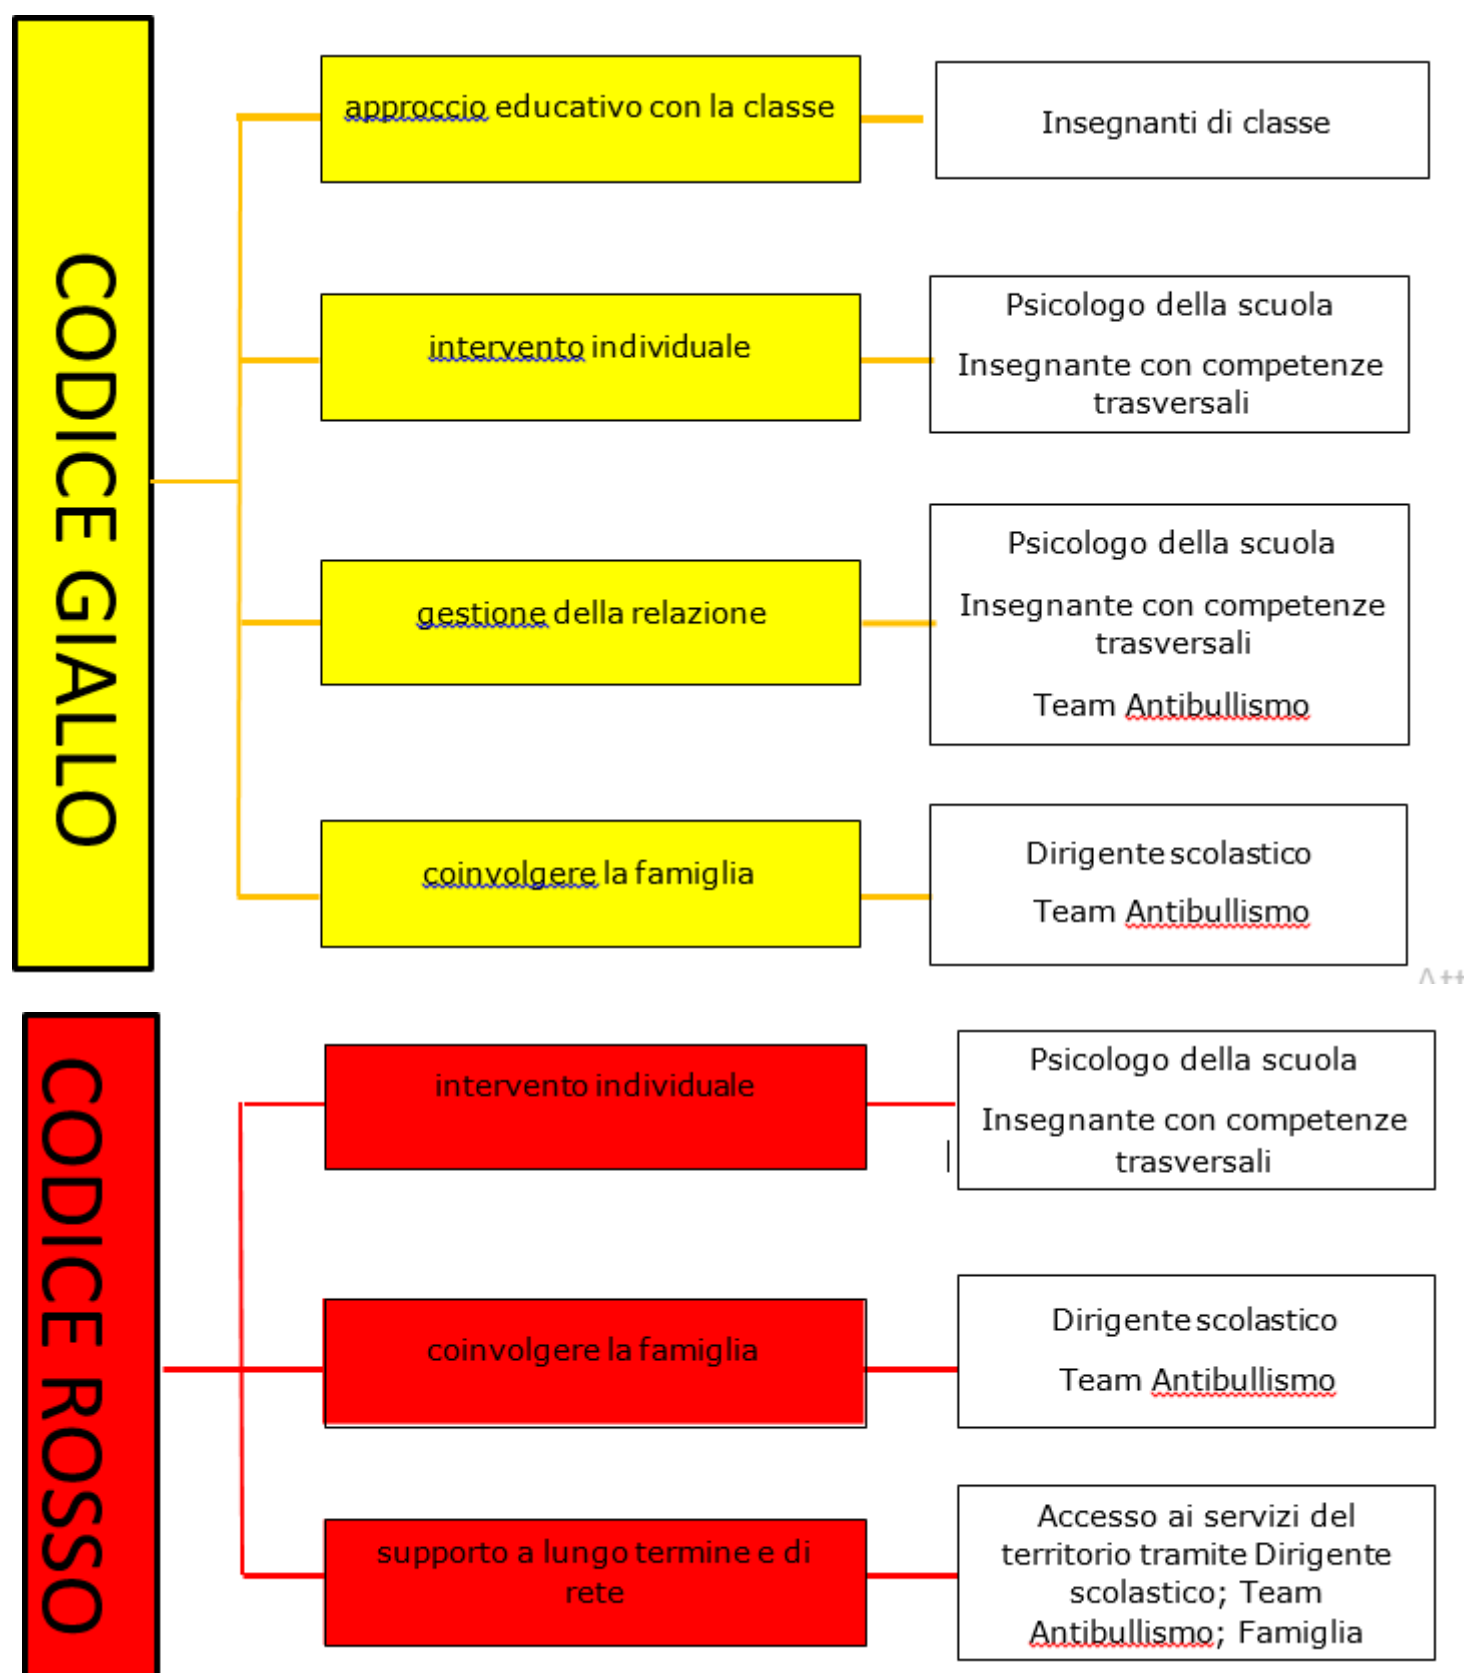 CODICE GIALLO
approccio educativo con la classe
Insegnanti di classe
intervento individuale
Psicologo della scuola
Insegnante con competenze
trasversali
gestione della relazione
Psicologo della scuola
Insegnante con competenze
trasversali
Team Antibullismo
coinvolgere la famiglia
Dirigente scolastico
Team Antibullismo
CODICE ROSSO
intervento individuale
Psicologo della scuola
Insegnante con competenze
trasversali
coinvolgere la famiglia
Dirigente scolastico
Team Antibullismo
supporto a lungo termine e di
rete
Accesso ai servizi del
territorio tramite Dirigente
scolastico; Team
Antibullismo; Famiglia